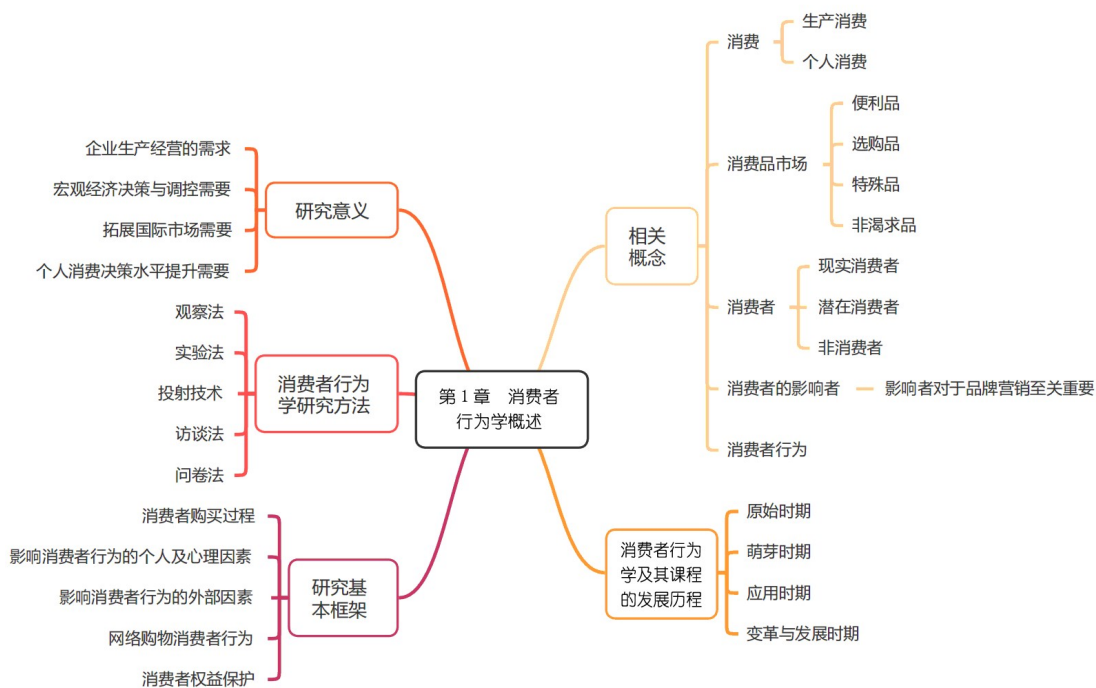 第 1 章　消费者
行为学概述
相关
概念
消费
生产消费
个人消费
消费品市场
便利品
选购品
特殊品
非渴求品
消费者
现实消费者
潜在消费者
非消费者
消费者的影响者
影响者对于品牌营销至关重要
消费者行为
消费者行为
学及其课程
的发展历程
原始时期
萌芽时期
应用时期
变革与发展时期
研究意义
企业生产经营的需求
宏观经济决策与调控需要
拓展国际市场需要
个人消费决策水平提升需要
消费者行为
学研究方法
观察法
实验法
投射技术
访谈法
问卷法
研究基
本框架
消费者购买过程
影响消费者行为的个人及心理因素
影响消费者行为的外部因素
网络购物消费者行为
消费者权益保护